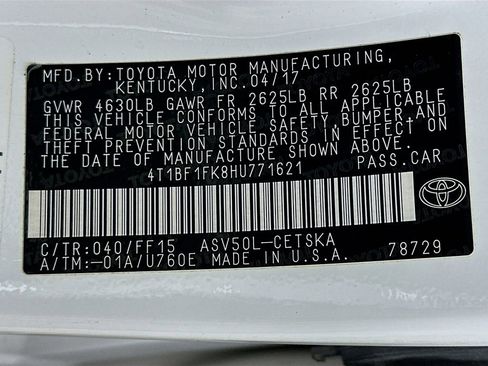 MFD.BY:TOYOTA MOTOR MANUFACTURING,
KENTUCKY,INC.04/17
GVWR 4630LB GAWR FR 2625LB RR 2625LB
THIS VEHICLE CONFORMS TO ALL APPLICABLE
FEDERAL MOTOR VEHICLE SAFETY,BUMPER,AND
THEFT PREVENTION STANDARDS IN EFFECT ON
THE DATE OF MANUFACTURE SHOWN ABOVE.
4T1BF1FK8HU771621 PASS.CAR
TOYOTA
C/TR:040/FF15 ASV50L-CETSKA
A/TM:-01A/U760E MADE IN U.S.A. 78729